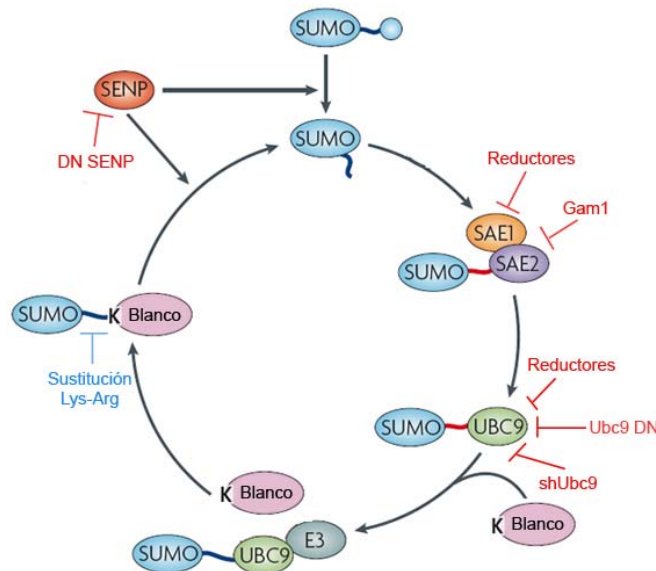 SUMO
SENP
DN SENP
SUMO
Reductores
Gam1
SAE1
SUMO
SAE2
SUMO
K Blanco
Sustitución
Lys-Arg
Reductores
SUMO
UBC9
Ubc9 DN
shUbc9
K Blanco
K Blanco
E3
SUMO
UBC9